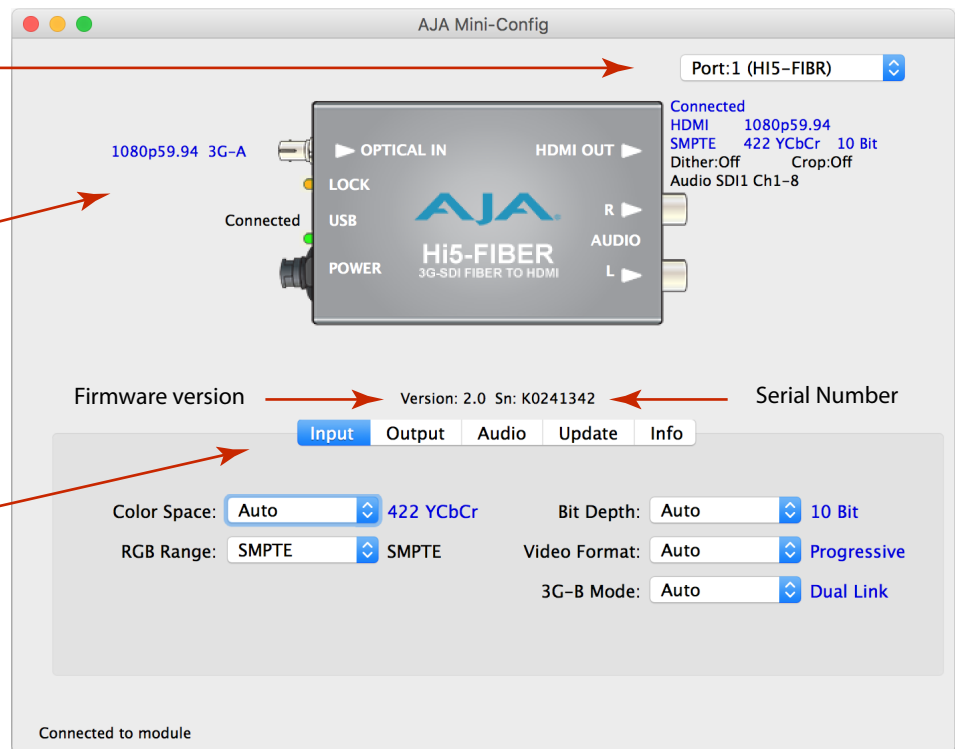 AJA Mini-Config
Port:1 (HI5-FIBR)
Connected
HDMI 1080p59.94
SMPTE 422 YCbCr 10 Bit
Dither:Off Crop:Off
Audio SDI1 Ch1-8
1080p59.94 3G-A
Connected
OPTICAL IN
HDMI OUT
LOCK
USB
POWER
AJA
Hi5-FIBER
3G-SDI FIBER TO HDMI
R
AUDIO
L
Firmware version
Version: 2.0 Sn: K0241342
Serial Number
Input Output Audio Update Info
Color Space: Auto 422 YCbCr
Bit Depth: Auto 10 Bit
RGB Range: SMPTE SMPTE
Video Format: Auto Progressive
3G-B Mode: Auto Dual Link
Connected to module